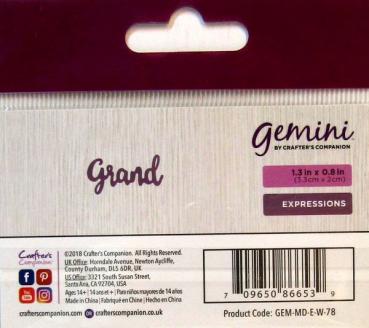 Grand
gemini
BY CRAFTER'S COMPANION
1.3 in x 0.8 in
(3.3cm x 2cm)
EXPRESSIONS
Crafter's
Companion
©2018 Crafter's Companion. All Rights Reserved.
UK Office: Horndale Avenue, Newton Aycliffe,
County Durham, DL5 6DR, UK
US Office: 3321 South Susan Street,
Santa Ana, CA 92704, USA
Ages 14+ | 14 ans et + | Para niños mayores de 14 años
Made in China | Fabriqué en Chine | Hecho en China
crafterscompanion.com OR crafterscompanion.co.uk
7 09650 86653 9
Product Code: GEM-MD-E-W-78